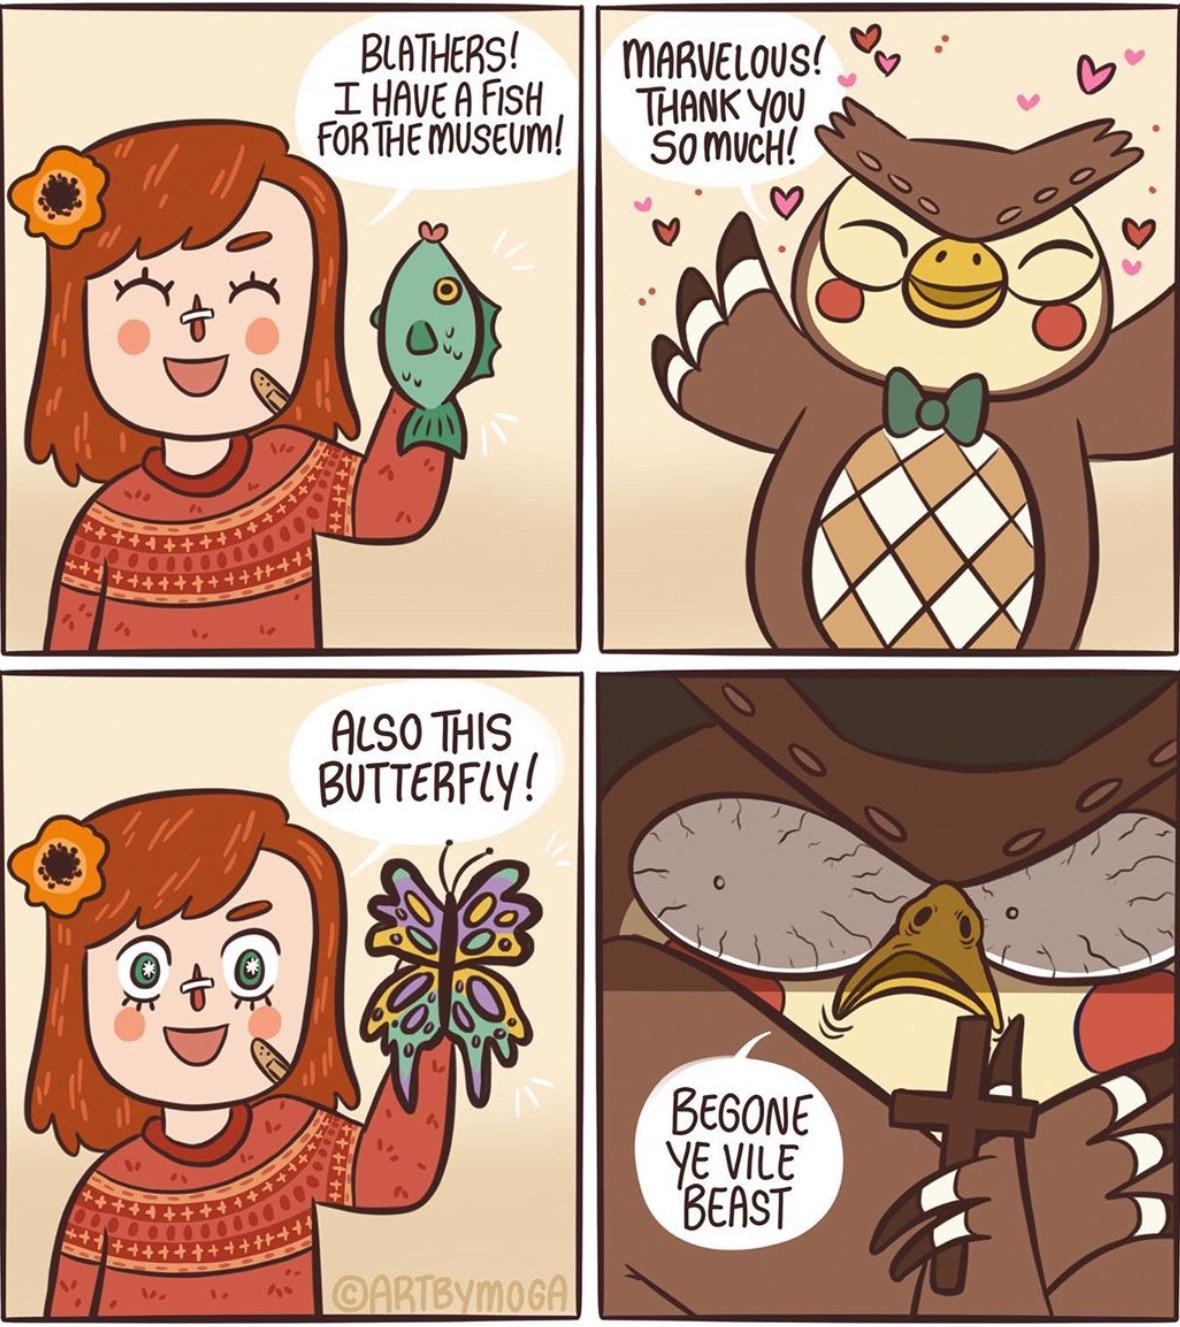 BLATHERS!
I HAVE A FISH
FOR THE MUSEUM!
MARVELOUS!
THANK YOU
SO MUCH!
ALSO THIS
BUTTERFLY!
BEGONE
YE VILE
BEAST
©ARTBYMOGA